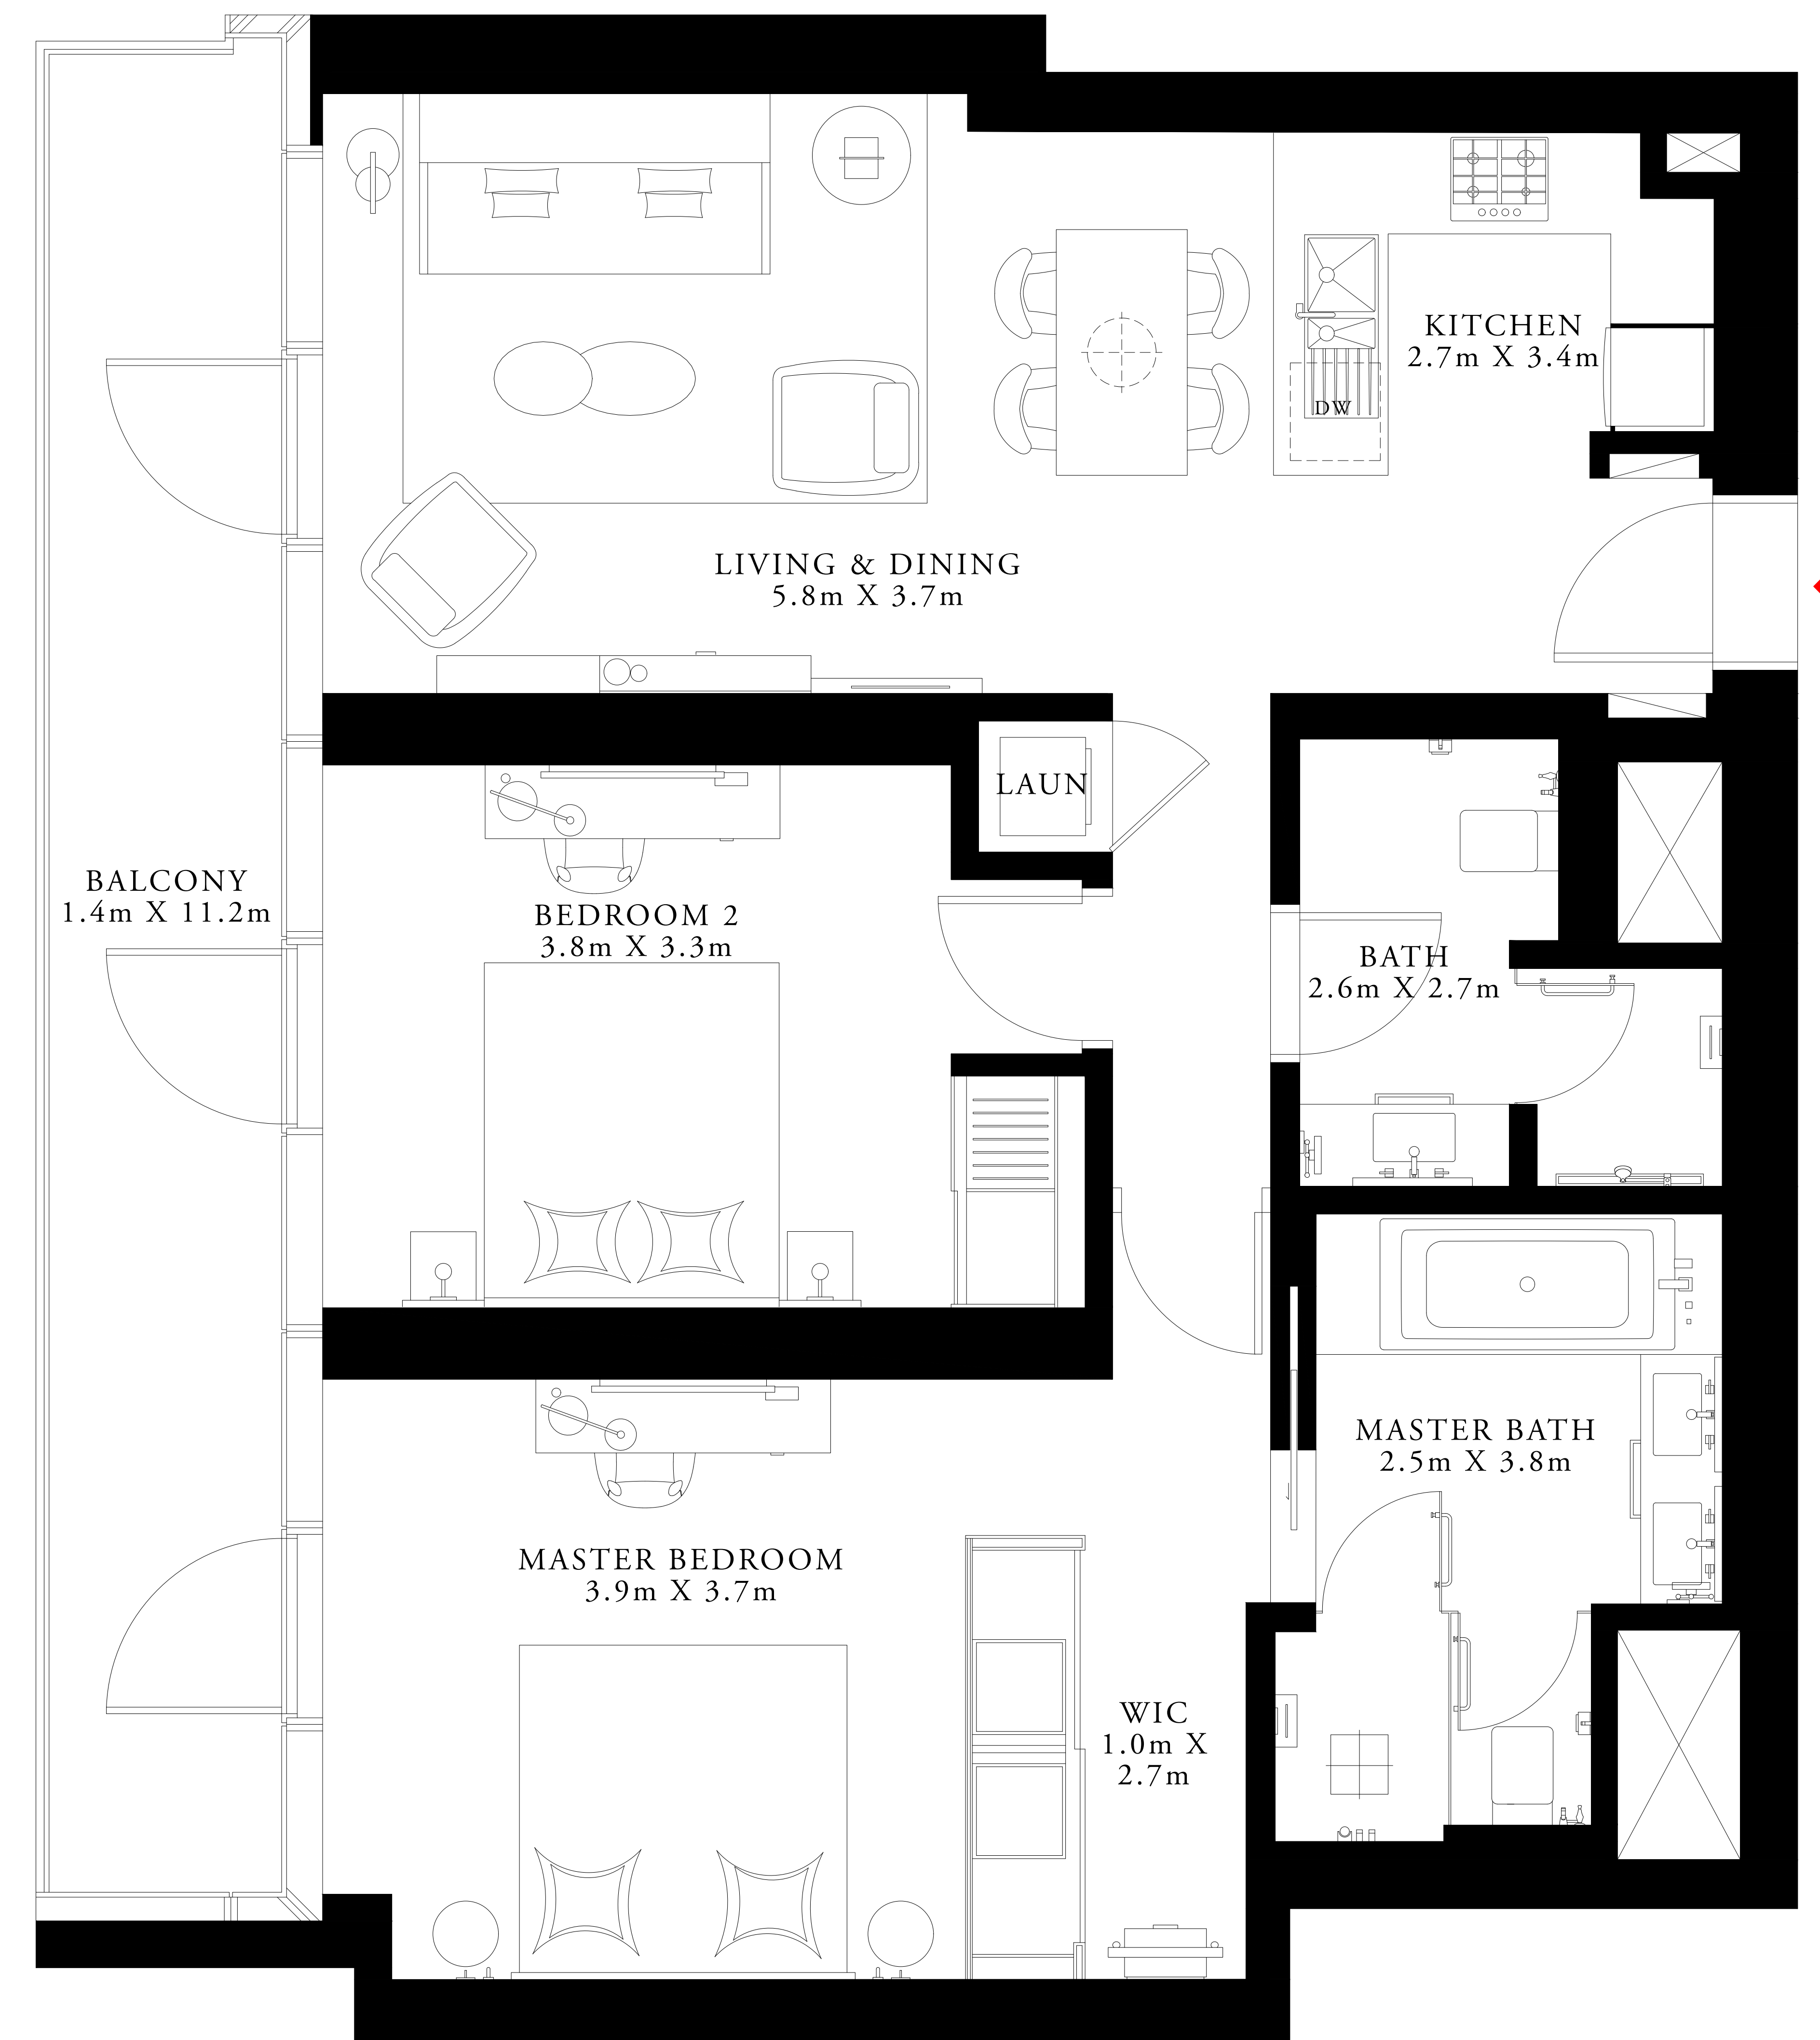 KITCHEN
2.7m X 3.4m
DW
LIVING & DINING
5.8m X 3.7m
LAUN
BALCONY
1.4m X 11.2m
BEDROOM 2
3.8m X 3.3m
BATH
2.6m X 2.7m
MASTER BATH
2.5m X 3.8m
MASTER BEDROOM
3.9m X 3.7m
WIC
1.0m X
2.7m